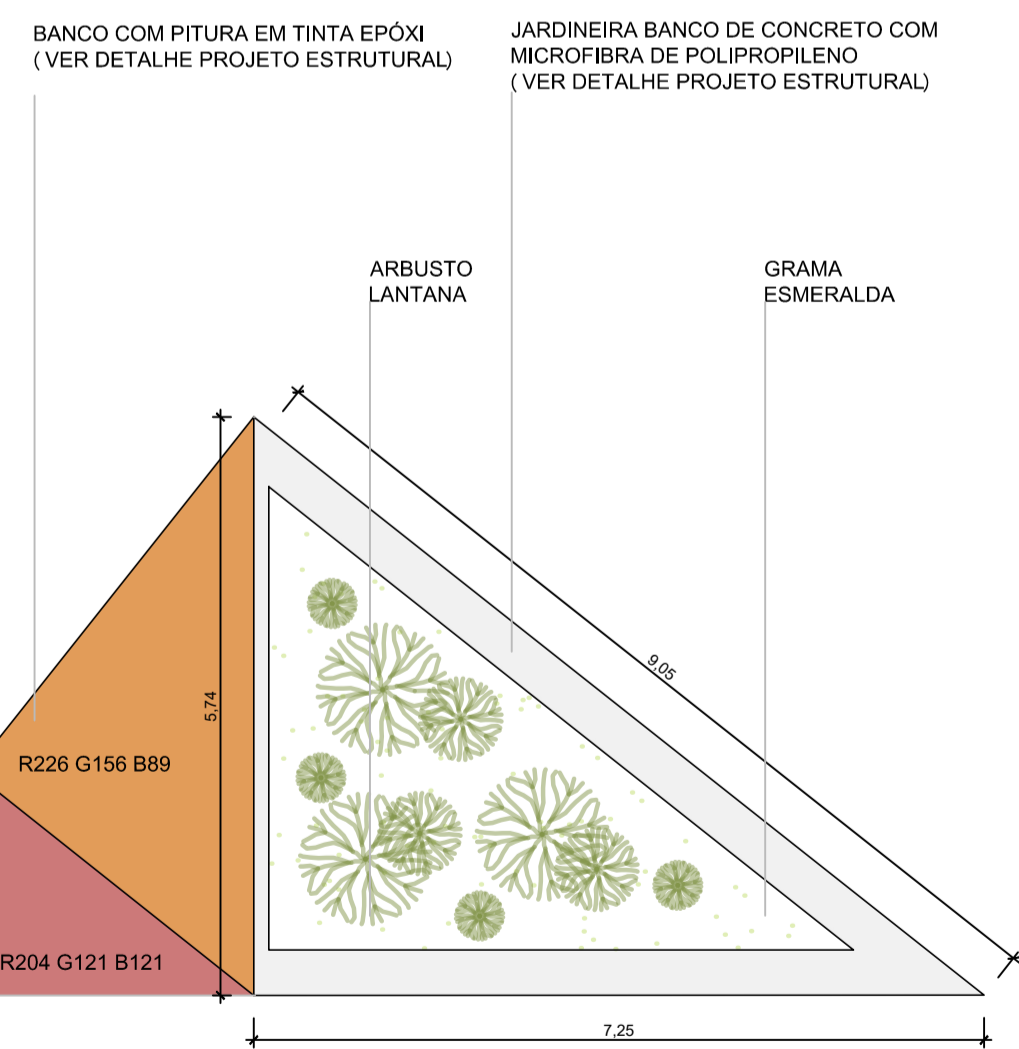 BANCO COM PITURA EM TINTA EPÓXI
( VER DETALHE PROJETO ESTRUTURAL)
JARDINEIRA BANCO DE CONCRETO COM
MICROFIBRA DE POLIPROPILENO
( VER DETALHE PROJETO ESTRUTURAL)
ARBUSTO
LANTANA
GRAMA
ESMERALDA
9,05
5,74
R226 G156 B89
R204 G121 B121
7,25